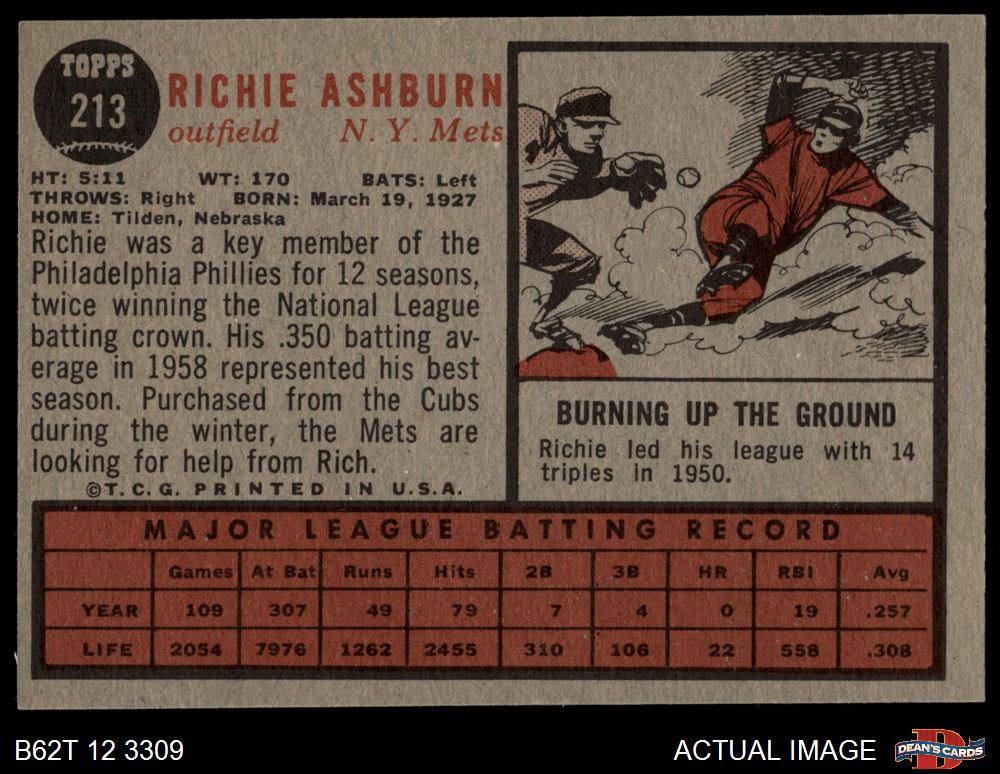 TOPPS
213
RICHIE ASHBURN
outfield N. Y. Mets
HT: 5:11 WT: 170 BATS: Left
THROWS: Right BORN: March 19, 1927
HOME: Tilden, Nebraska
Richie was a key member of the
Philadelphia Phillies for 12 seasons,
twice winning the National League
batting crown. His .350 batting av-
erage in 1958 represented his best
season. Purchased from the Cubs
during the winter, the Mets are
looking for help from Rich.
©T.C.G. PRINTED IN U.S.A.
BURNING UP THE GROUND
Richie led his league with 14
triples in 1950.
MAJOR LEAGUE BATTING RECORD
Games At Bat Runs Hits 2B 3B HR RBI Avg
YEAR 109 307 49 79 7 4 0 19 .257
LIFE 2054 7976 1262 2455 310 106 22 558 .308
B62T 12 3309
ACTUAL IMAGE
D
DEAN'S CARDS